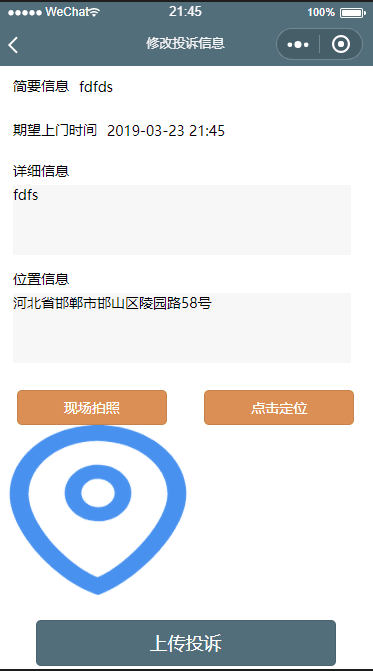 WeChat 21:45 100%
修改投诉信息
简要信息 fdfds
期望上门时间 2019-03-23 21:45
详细信息
fdfs
位置信息
河北省邯郸市邯山区陵园路58号
现场拍照 点击定位
上传投诉